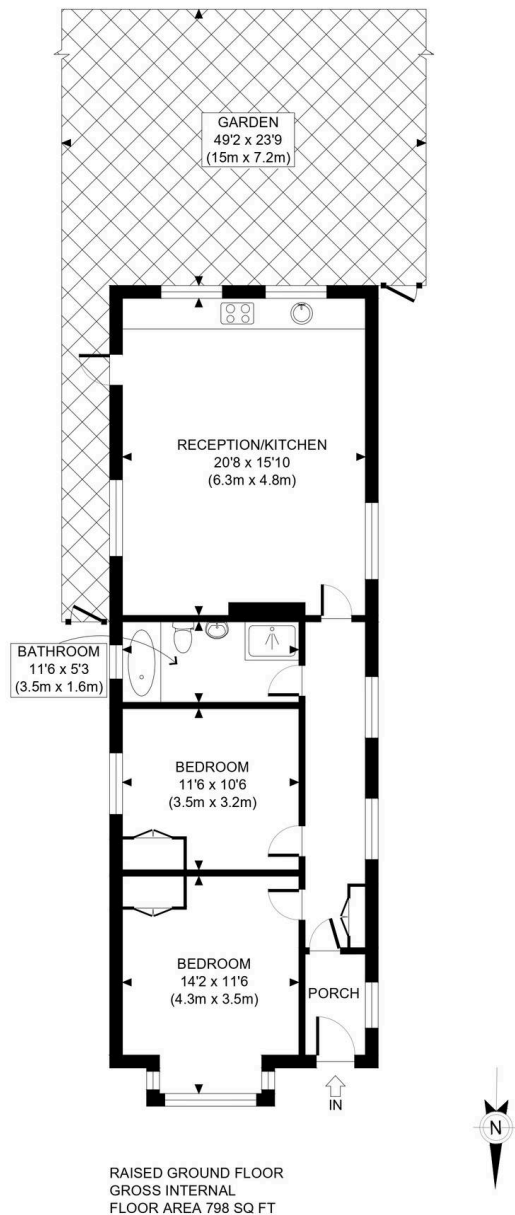 GARDEN
49'2 x 23'9
(15m x 7.2m)
RECEPTION/KITCHEN
20'8 x 15'10
(6.3m x 4.8m)
BATHROOM
11'6 x 5'3
(3.5m x 1.6m)
BEDROOM
11'6 x 10'6
(3.5m x 3.2m)
BEDROOM
14'2 x 11'6
(4.3m x 3.5m)
PORCH
IN
N
RAISED GROUND FLOOR
GROSS INTERNAL
FLOOR AREA 798 SQ FT